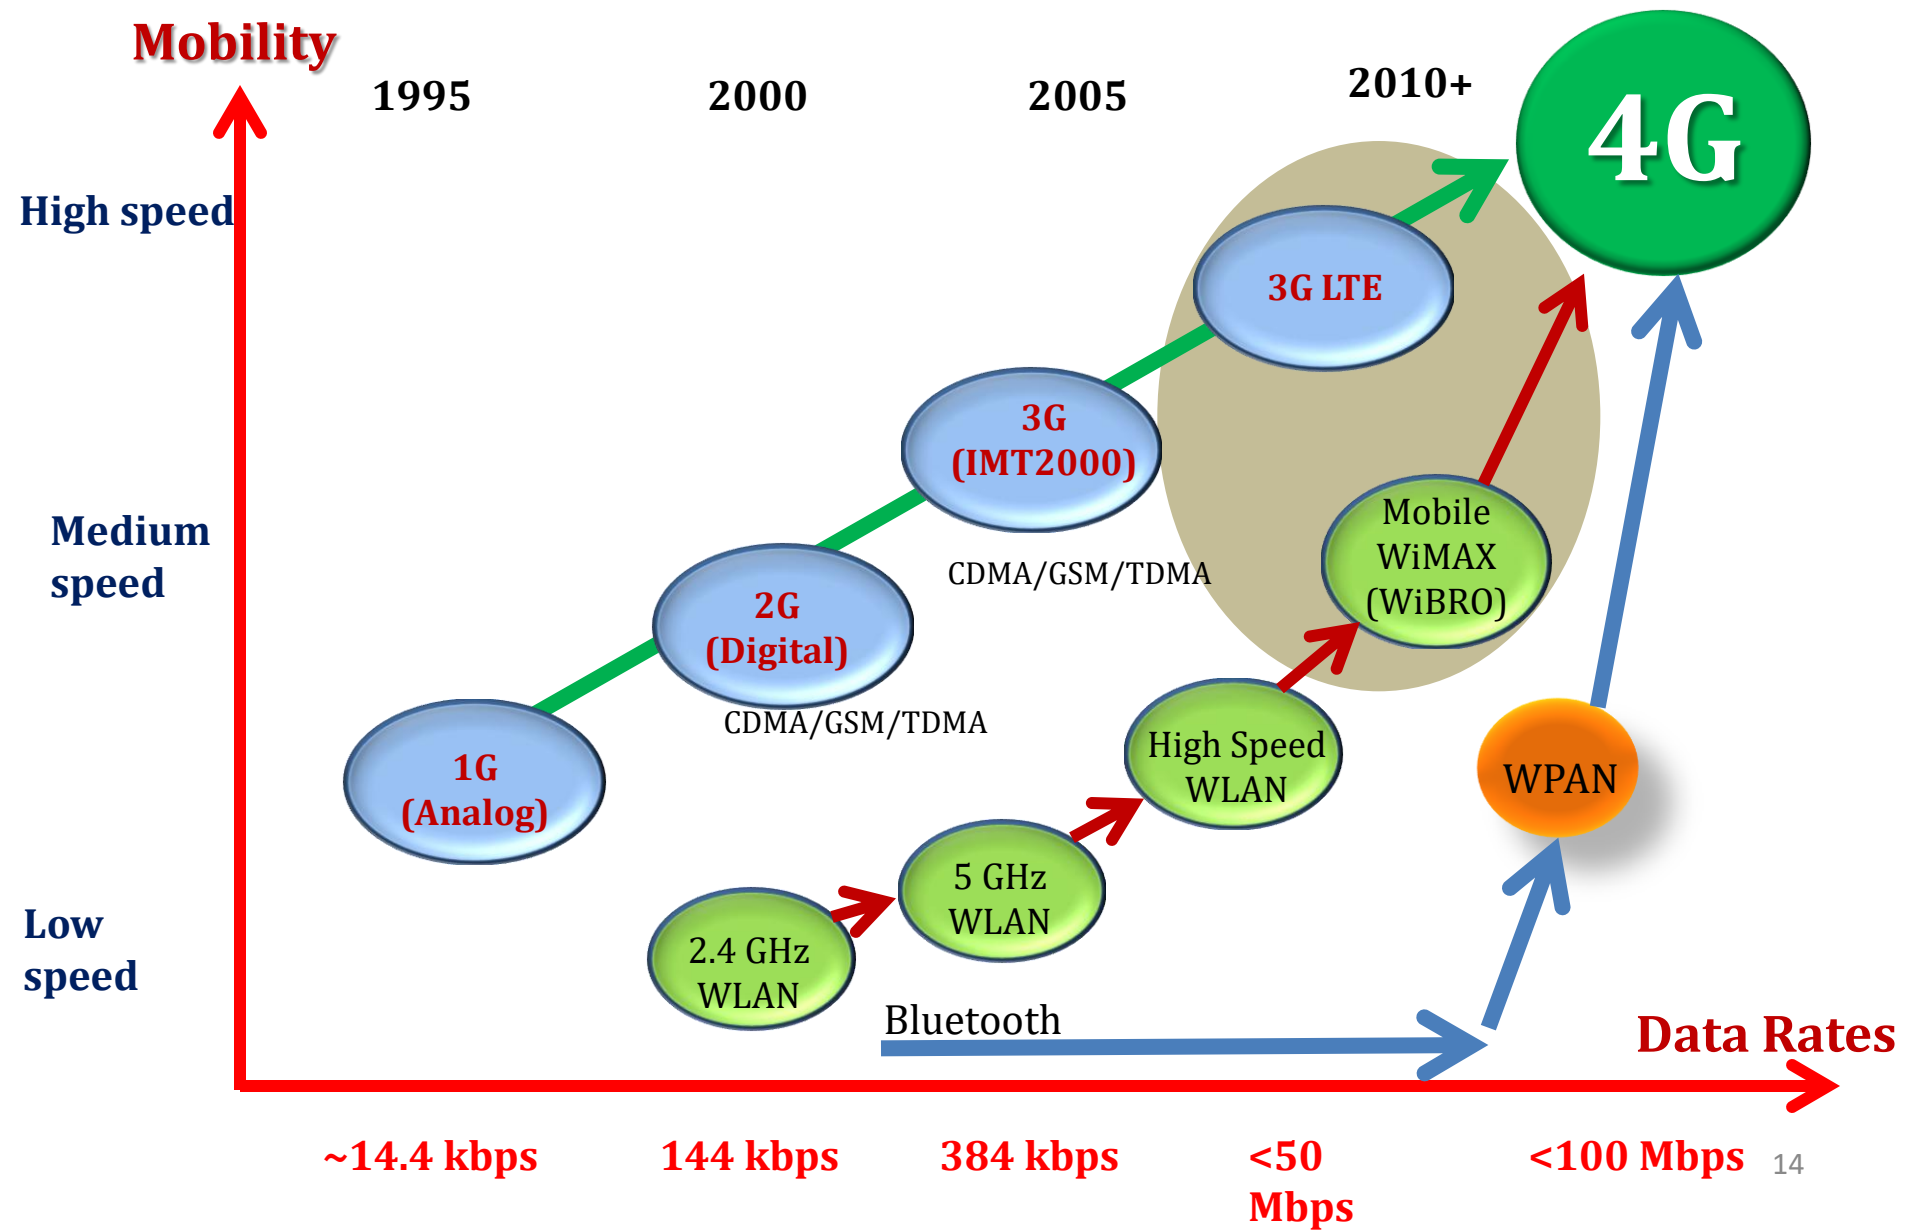 Mobility
1995
2000
2005
2010+
4G
High speed
3G LTE
3G
(IMT2000)
Medium
speed
Mobile
WiMAX
(WiBRO)
CDMA/GSM/TDMA
2G
(Digital)
CDMA/GSM/TDMA
1G
(Analog)
High Speed
WLAN
WPAN
5 GHz
WLAN
Low
speed
2.4 GHz
WLAN
Bluetooth
Data Rates
~14.4 kbps
144 kbps
384 kbps
<50
Mbps
<100 Mbps
14